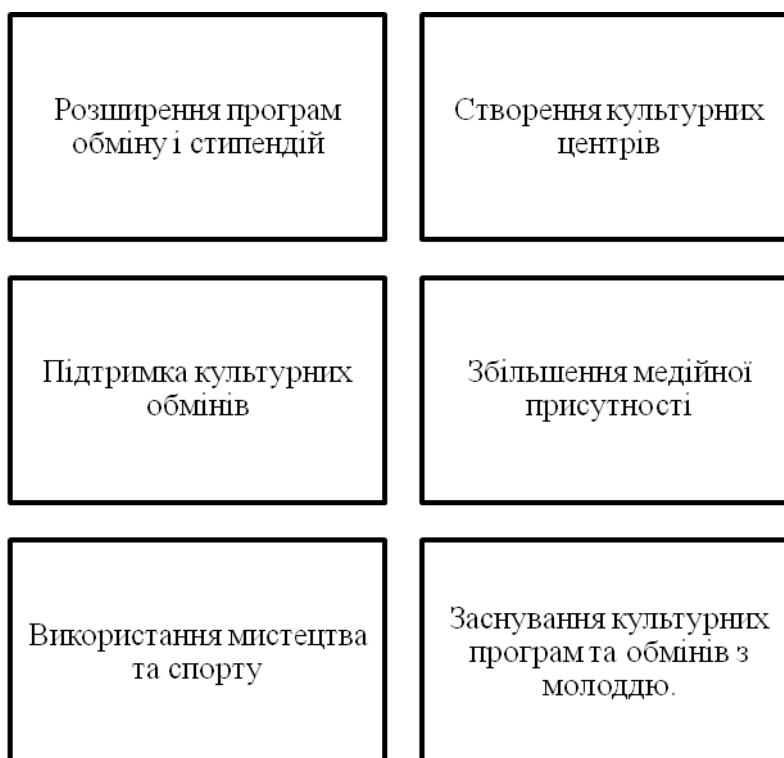 Розширення програм
обміну і стипендій
Створення культурних
центрів
Підтримка культурних
обмінів
Збільшення медійної
присутності
Використання мистецтва
та спорту
Заснування культурних
програм та обмінів з
молоддю.